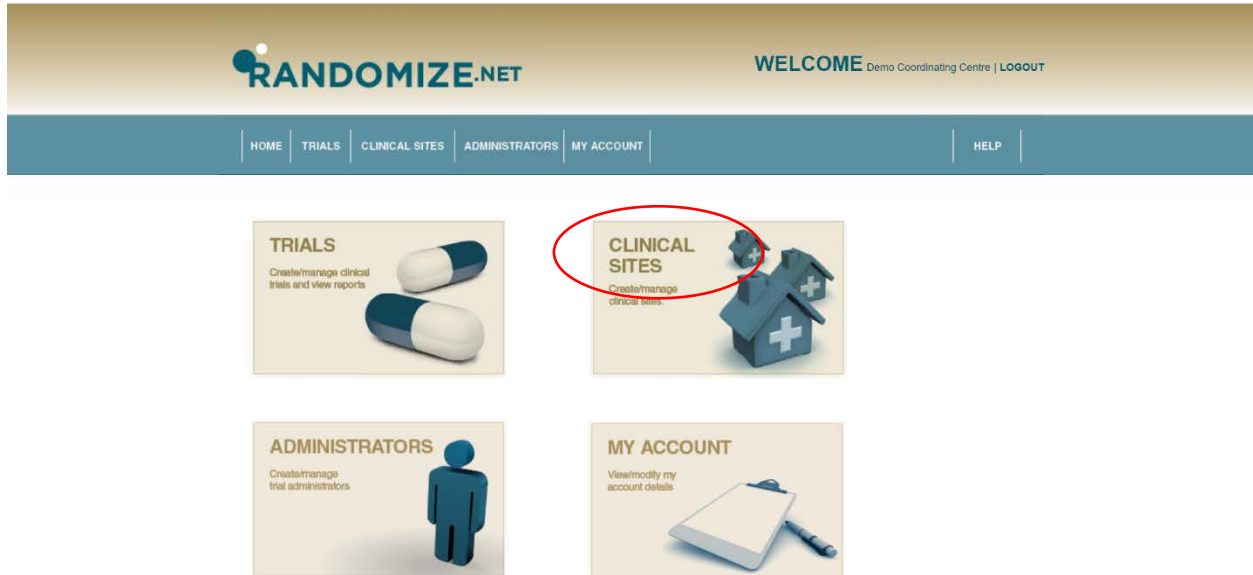 RANDOMIZE.NET
WELCOME Demo Coordinating Centre | LOGOUT
HOME TRIALS CLINICAL SITES ADMINISTRATORS MY ACCOUNT HELP
TRIALS
Create/manage clinical
trials and view reports
CLINICAL
SITES
Create/manage
clinical sites.
ADMINISTRATORS
Create/manage
trial administrators
MY ACCOUNT
View/modify my
account details